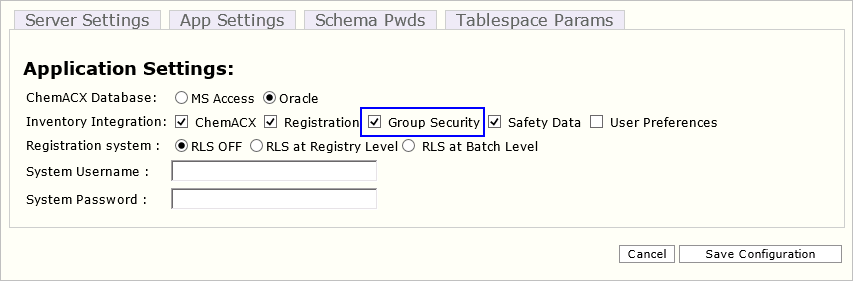 Server Settings App Settings Schema Pwds Tablespace Params
Application Settings:
ChemACX Database: MS Access Oracle
Inventory Integration: ChemACX Registration Group Security Safety Data User Preferences
Registration system : RLS OFF RLS at Registry Level RLS at Batch Level
System Username :
System Password :
Cancel Save Configuration